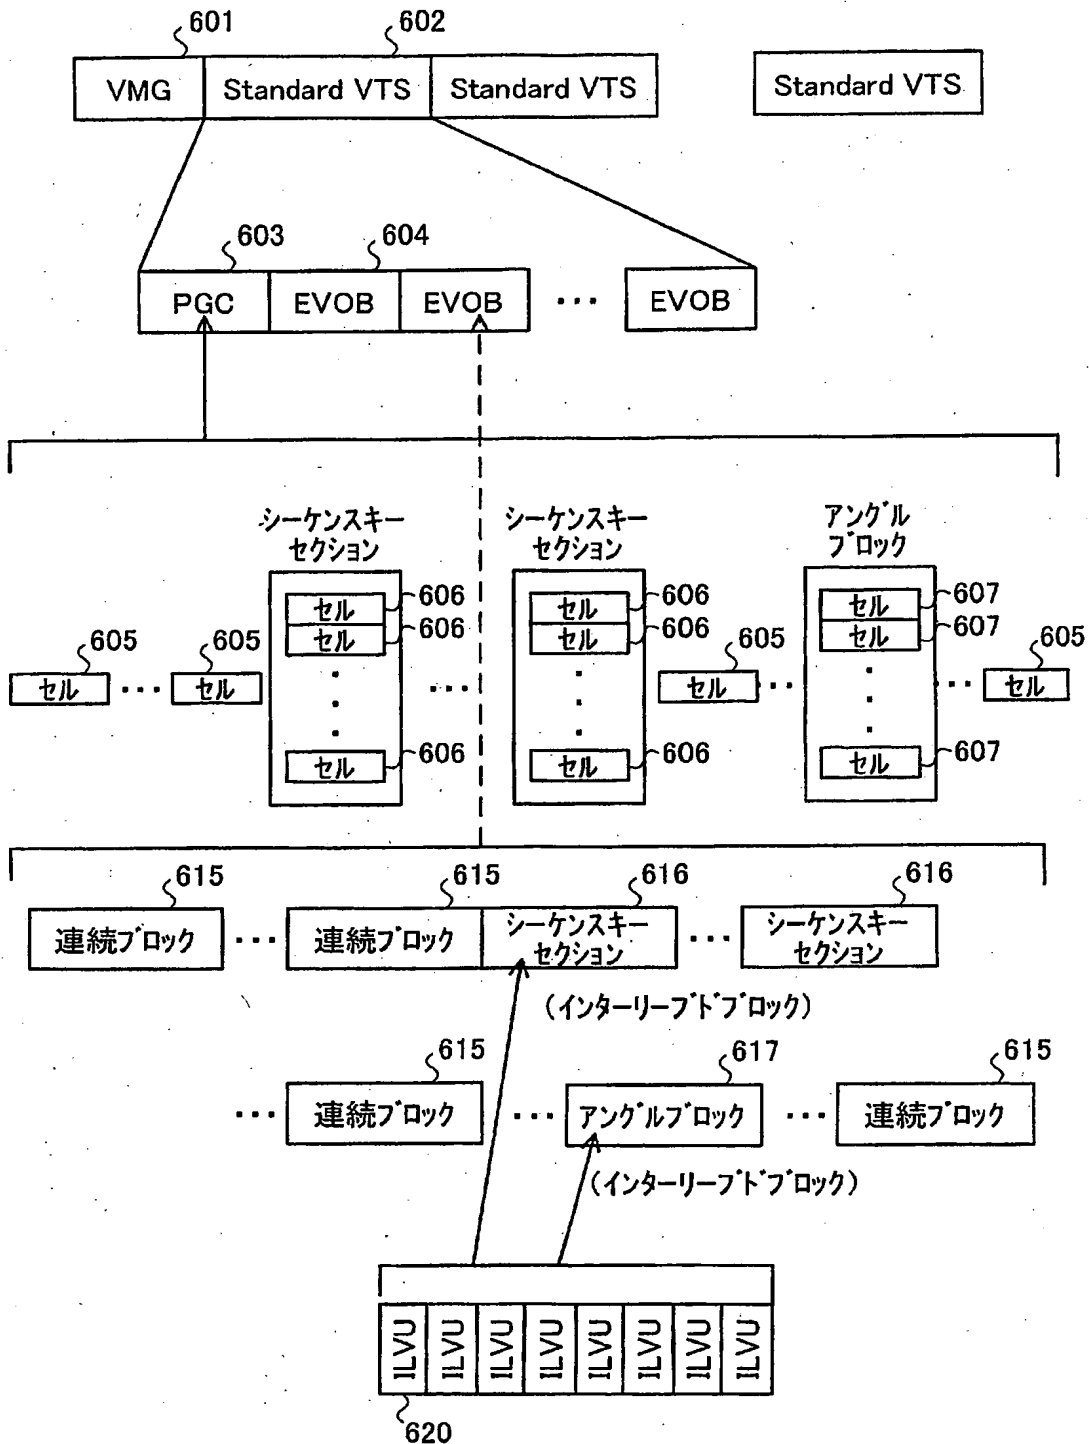 601
602
VMG
Standard VTS
Standard VTS
Standard VTS
603
604
PGC
EVOB
EVOB
...
EVOB
シーケンスキー
セクション
シーケンスキー
セクション
アングル
ブロック
セル
606
セル
606
セル
606
セル
606
セル
607
セル
607
605
セル
...
605
セル
...
605
セル
...
...
605
セル
セル
606
セル
606
セル
607
615
連続ブロック
...
615
連続ブロック
616
シーケンスキー
セクション
...
616
シーケンスキー
セクション
(インターリーブドブロック)
...
615
連続ブロック
...
617
アングルブロック
...
615
連続ブロック
(インターリーブドブロック)
ILVU
ILVU
ILVU
ILVU
ILVU
ILVU
ILVU
ILVU
620